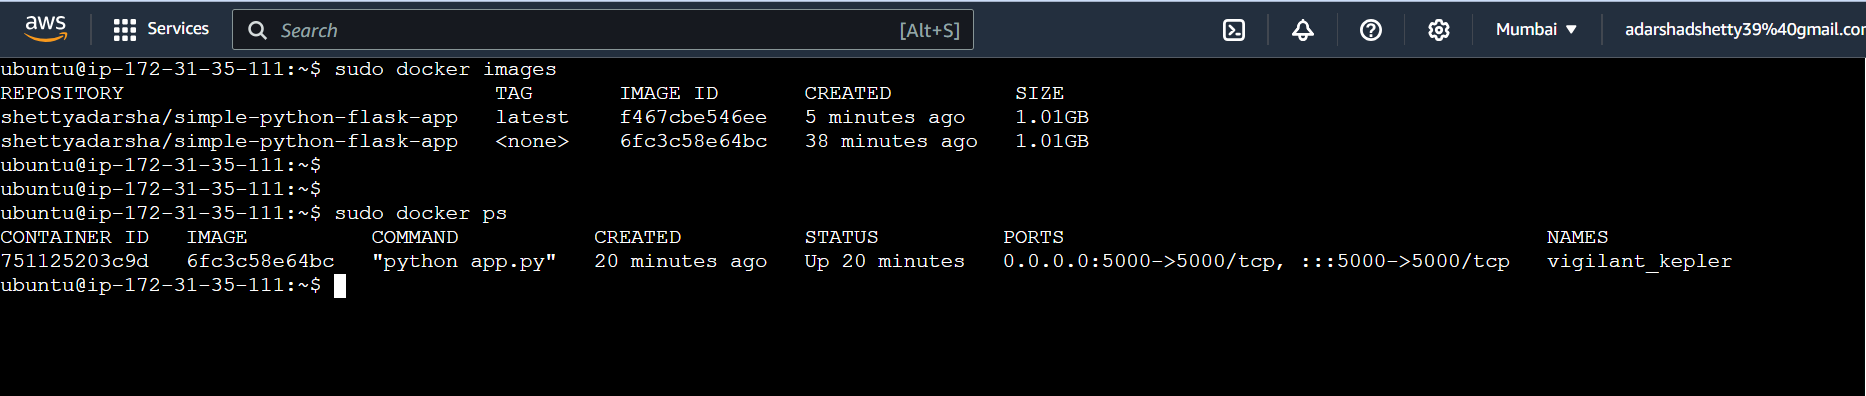 aws Services Search [Alt+S] Mumbai ▼ adarshadshetty39%40gmail.com
ubuntu@ip-172-31-35-111:~$ sudo docker images
REPOSITORY TAG IMAGE ID CREATED SIZE
shettyadarsha/simple-python-flask-app latest f467cbe546ee 5 minutes ago 1.01GB
shettyadarsha/simple-python-flask-app <none> 6fc3c58e64bc 38 minutes ago 1.01GB
ubuntu@ip-172-31-35-111:~$
ubuntu@ip-172-31-35-111:~$
ubuntu@ip-172-31-35-111:~$ sudo docker ps
CONTAINER ID IMAGE COMMAND CREATED STATUS PORTS NAMES
751125203c9d 6fc3c58e64bc "python app.py" 20 minutes ago Up 20 minutes 0.0.0.0:5000->5000/tcp, :::5000->5000/tcp vigilant_kepler
ubuntu@ip-172-31-35-111:~$